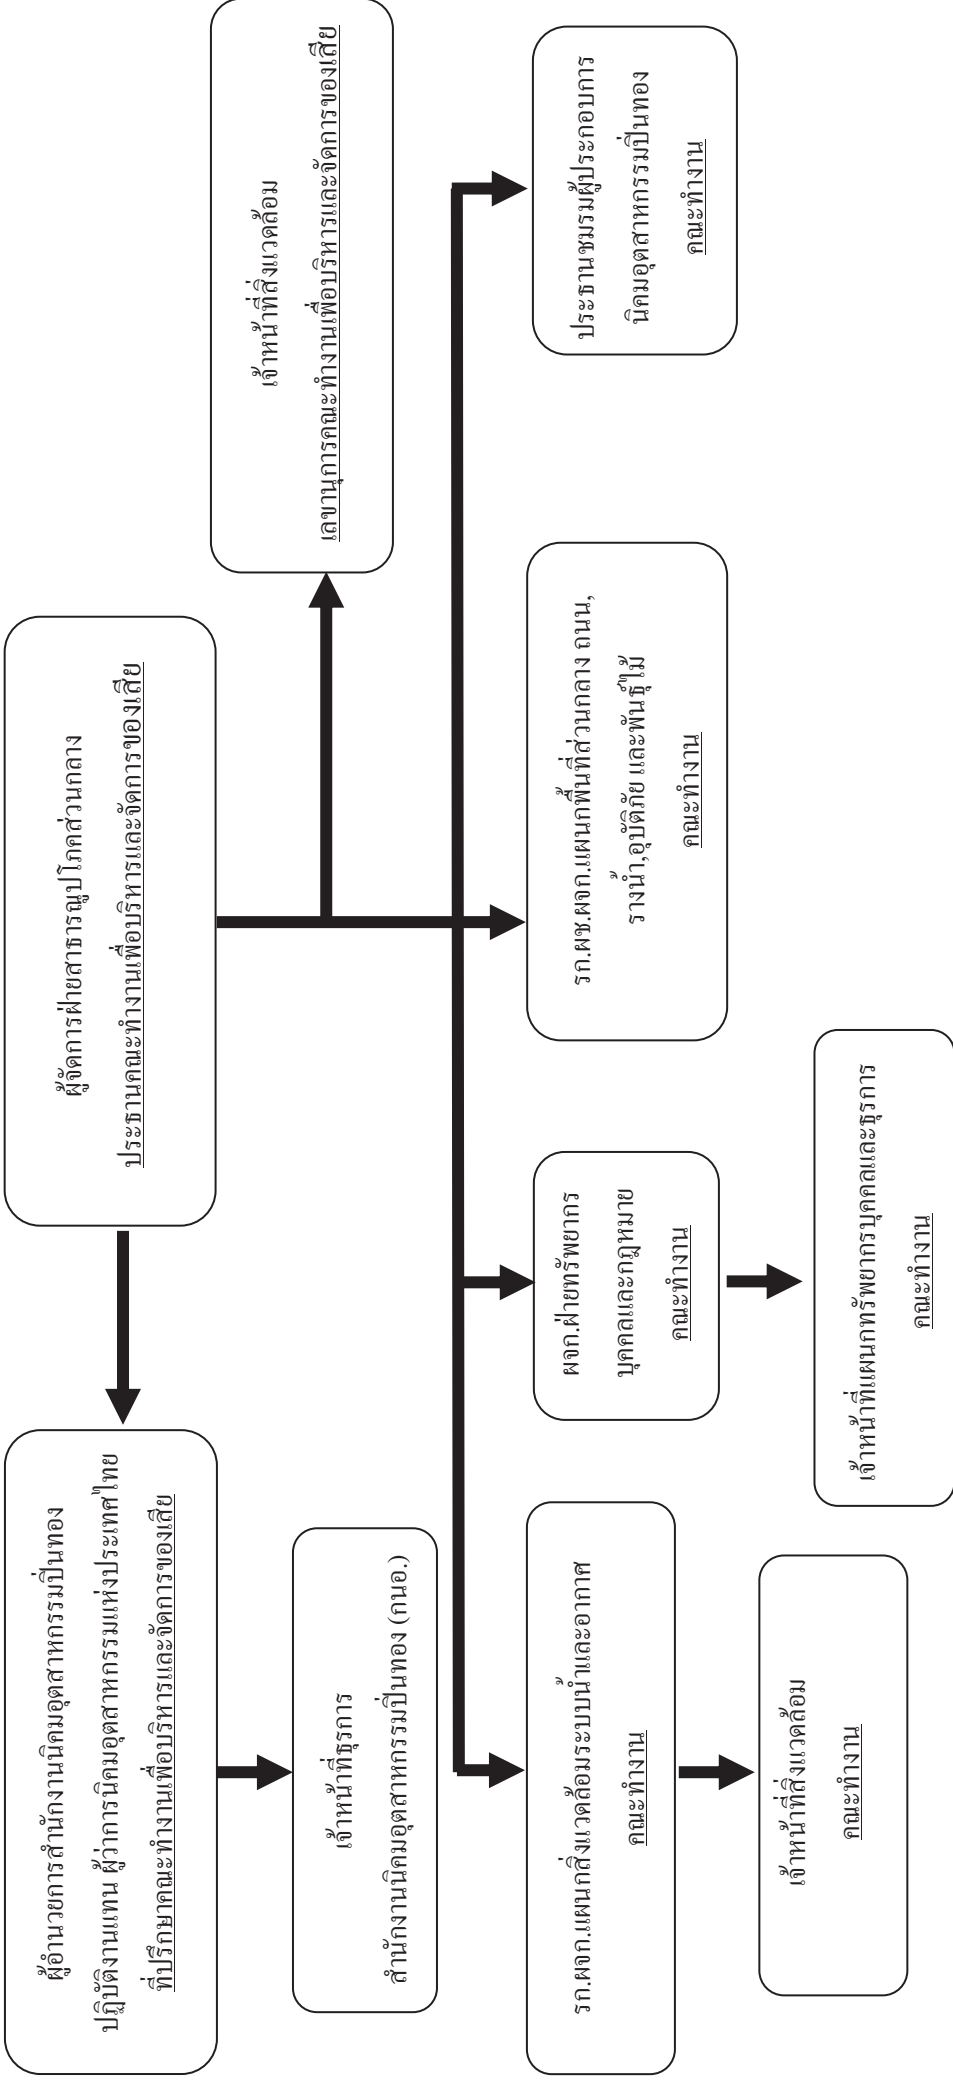 ผู้อำนวยการสำนักงานนิคมอุตสาหกรรมปิ่นทอง
ปฏิบัติงานแทน ผู้ว่าการนิคมอุตสาหกรรมแห่งประเทศไทย
ที่ปรึกษาคณะทำงานเพื่อบริหารและจัดการของเสีย
ผู้จัดการฝ่ายสาธารณูปโภคส่วนกลาง
ประธานคณะทำงานเพื่อบริหารและจัดการของเสีย
เจ้าหน้าที่สิ่งแวดล้อม
เลขานุการคณะทำงานเพื่อบริหารและจัดการของเสีย
เจ้าหน้าที่ธุรการ
สำนักงานนิคมอุตสาหกรรมปิ่นทอง (กนอ.)
รก.ผจก.แผนกสิ่งแวดล้อมระบบน้ำและอากาศ
คณะทำงาน
ผจก.ฝ่ายทรัพยากร
บุคคลและกฎหมาย
คณะทำงาน
รก.ผช.ผจก.แผนกพื้นที่ส่วนกลาง ถนน,
รางน้ำ,อุบัติภัย และพันธุ์ไม้
คณะทำงาน
ประธานชมรมผู้ประกอบการ
นิคมอุตสาหกรรมปิ่นทอง
คณะทำงาน
เจ้าหน้าที่สิ่งแวดล้อม
คณะทำงาน
เจ้าหน้าที่แผนกทรัพยากรบุคคลและธุรการ
คณะทำงาน